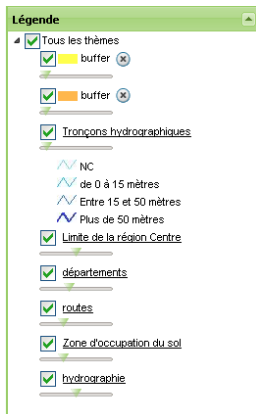 Légende
Tous les thèmes
buffer
buffer
Tronçons hydrographiques
NC
de 0 à 15 mètres
Entre 15 et 50 mètres
Plus de 50 mètres
Limite de la région Centre
départements
routes
Zone d'occupation du sol
hydrographie